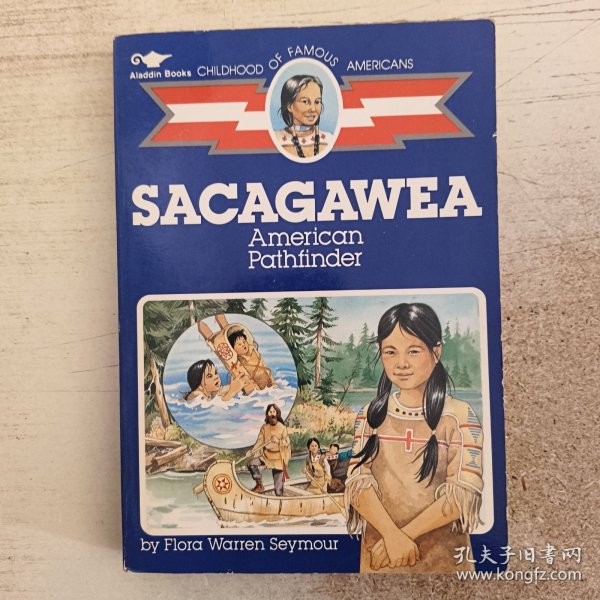 Aladdin Books
CHILDHOOD OF FAMOUS AMERICANS
SACAGAWEA
American
Pathfinder
by Flora Warren Seymour
孔夫子旧书网
www.kongfz.com